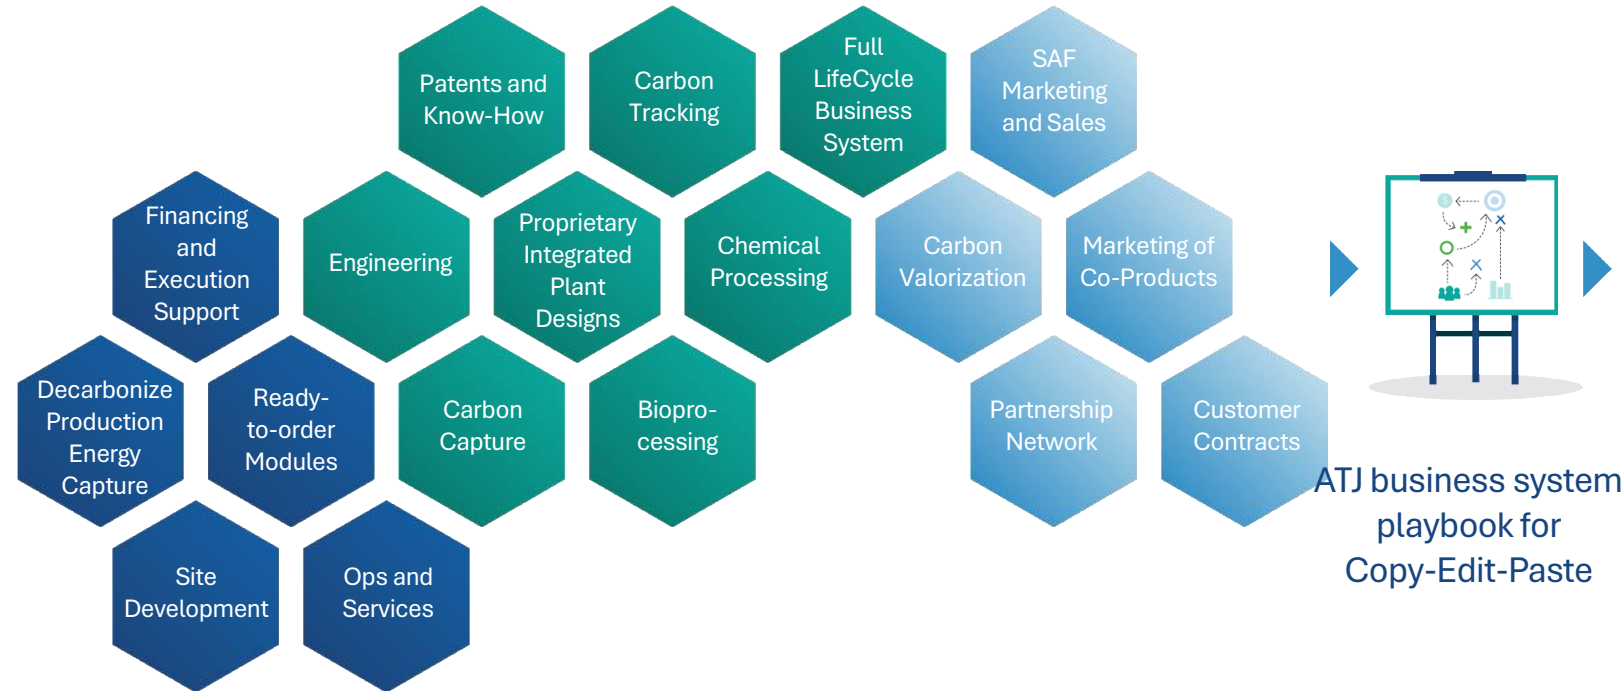 Patents and
Know-How
Carbon
Tracking
Full
LifeCycle
Business
System
SAF
Marketing
and Sales
Financing
and
Execution
Support
Engineering
Proprietary
Integrated
Plant
Designs
Chemical
Processing
Carbon
Valorization
Marketing of
Co-Products
Decarbonize
Production
Energy
Capture
Ready-
to-order
Modules
Carbon
Capture
Biopro-
cessing
Partnership
Network
Customer
Contracts
Site
Development
Ops and
Services
$
ATJ business system
playbook for
Copy-Edit-Paste